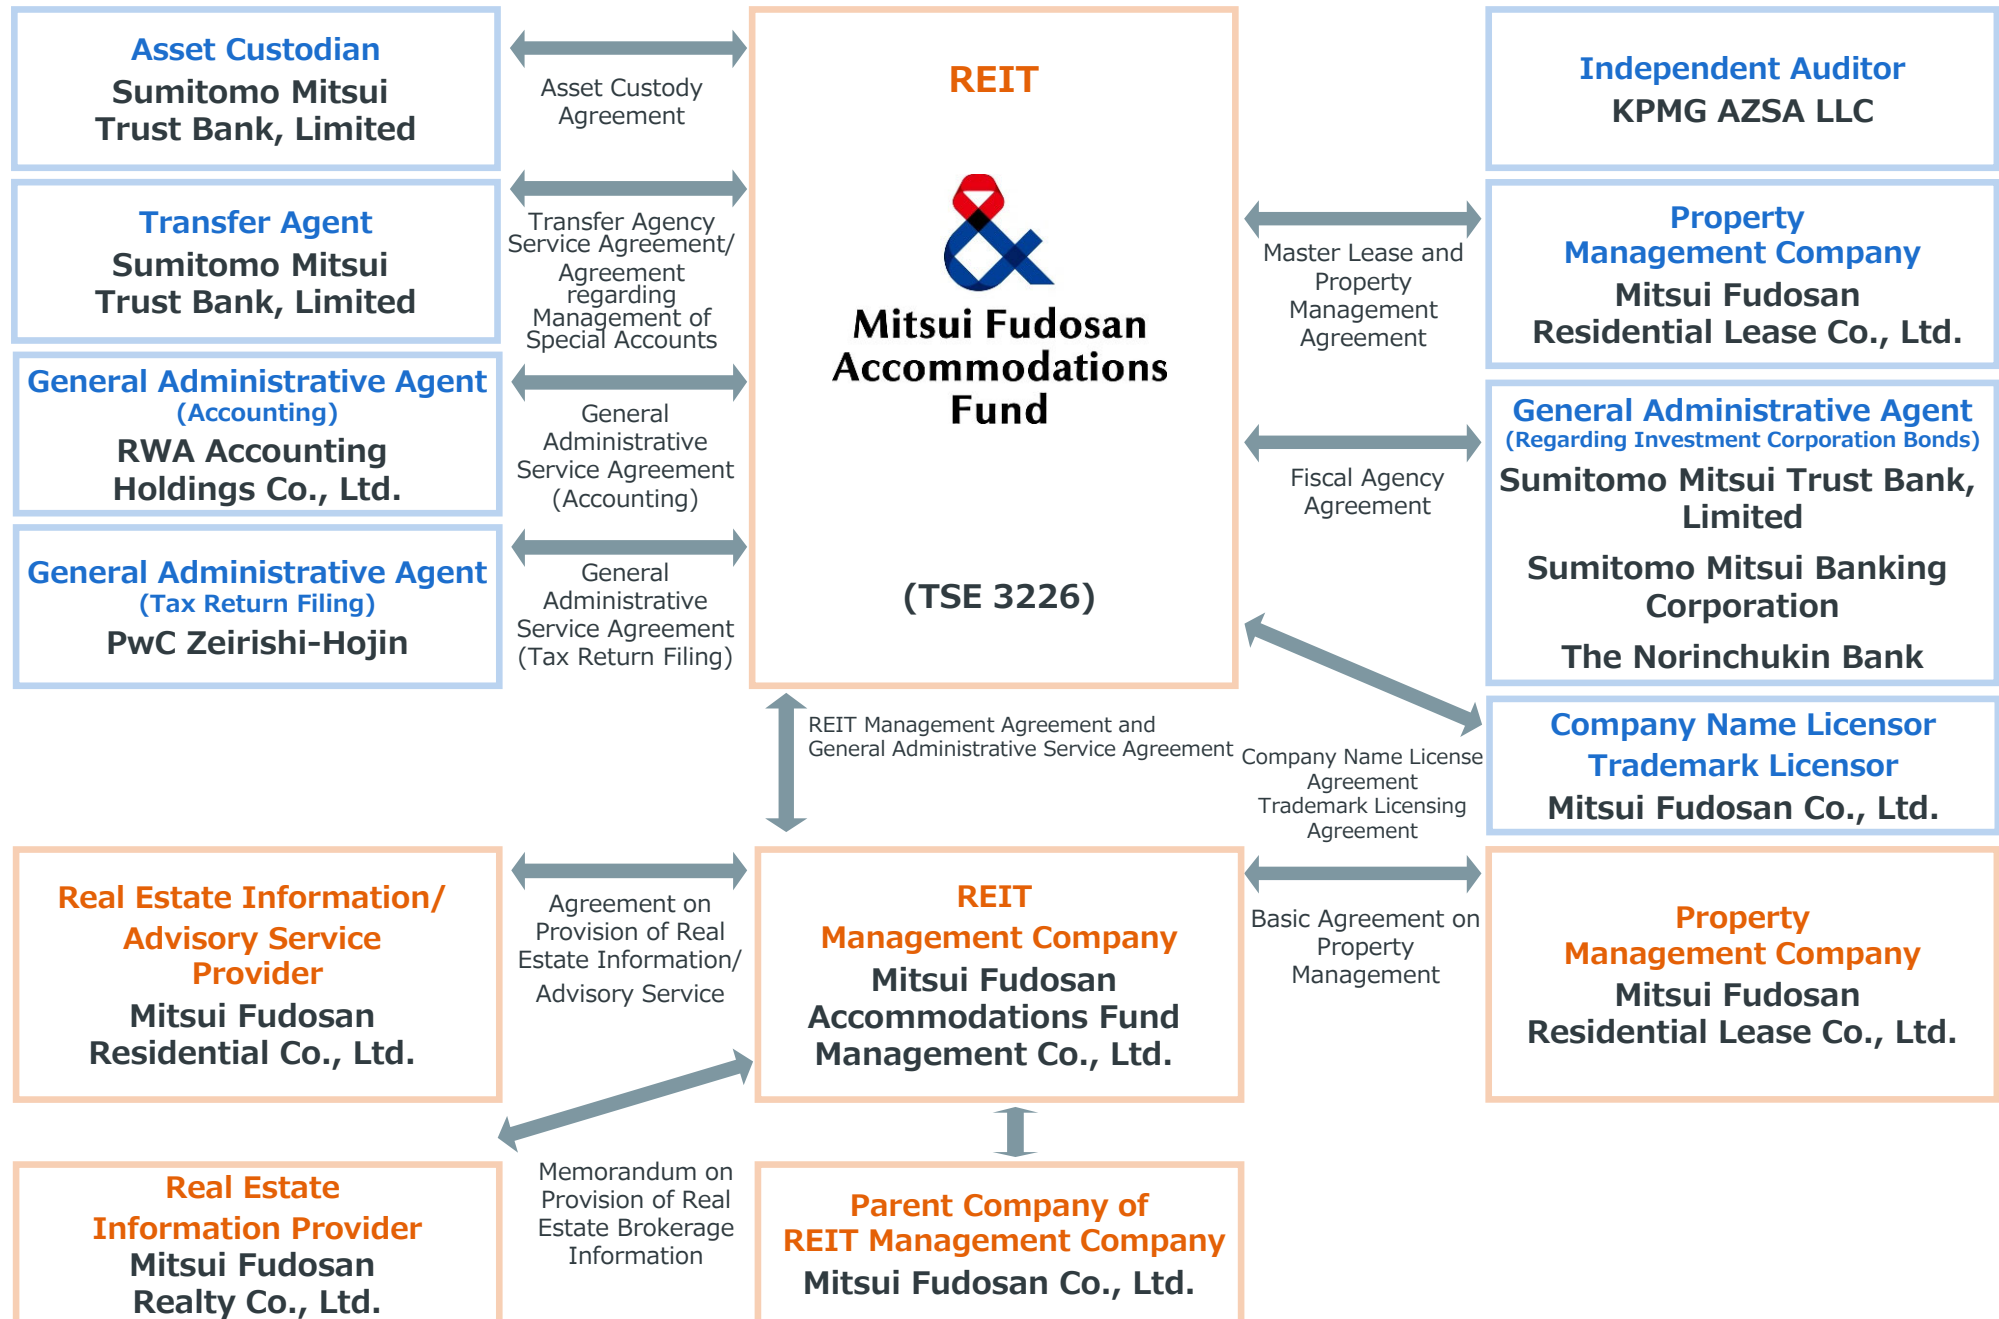 Asset Custodian
Sumitomo Mitsui
Trust Bank, Limited
Asset Custody
Agreement
Transfer Agent
Sumitomo Mitsui
Trust Bank, Limited
Transfer Agency
Service Agreement/
Agreement
regarding
Management of
Special Accounts
General Administrative Agent
(Accounting)
RWA Accounting
Holdings Co., Ltd.
General
Administrative
Service Agreement
(Accounting)
General Administrative Agent
(Tax Return Filing)
PwC Zeirishi-Hojin
General
Administrative
Service Agreement
(Tax Return Filing)
REIT
Mitsui Fudosan
Accommodations
Fund
(TSE 3226)
Independent Auditor
KPMG AZSA LLC
Master Lease and
Property
Management
Agreement
Property
Management Company
Mitsui Fudosan
Residential Lease Co., Ltd.
Fiscal Agency
Agreement
General Administrative Agent
(Regarding Investment Corporation Bonds)
Sumitomo Mitsui Trust Bank,
Limited
Sumitomo Mitsui Banking
Corporation
The Norinchukin Bank
REIT Management Agreement and
General Administrative Service Agreement
Company Name License
Agreement
Trademark Licensing
Agreement
Company Name Licensor
Trademark Licensor
Mitsui Fudosan Co., Ltd.
Real Estate Information/
Advisory Service
Provider
Mitsui Fudosan
Residential Co., Ltd.
Agreement on
Provision of Real
Estate Information/
Advisory Service
REIT
Management Company
Mitsui Fudosan
Accommodations Fund
Management Co., Ltd.
Basic Agreement on
Property
Management
Property
Management Company
Mitsui Fudosan
Residential Lease Co., Ltd.
Real Estate
Information Provider
Mitsui Fudosan
Realty Co., Ltd.
Memorandum on
Provision of Real
Estate Brokerage
Information
Parent Company of
REIT Management Company
Mitsui Fudosan Co., Ltd.